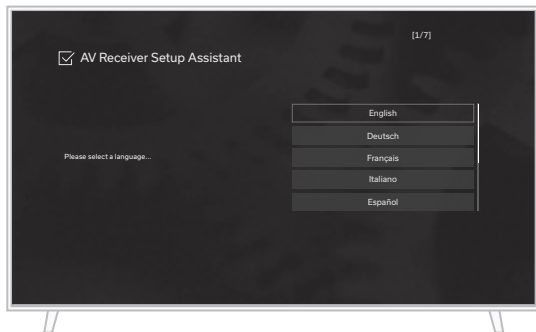 [1/7]
AV Receiver Setup Assistant
English
Deutsch
Please select a language...
Français
Italiano
Español